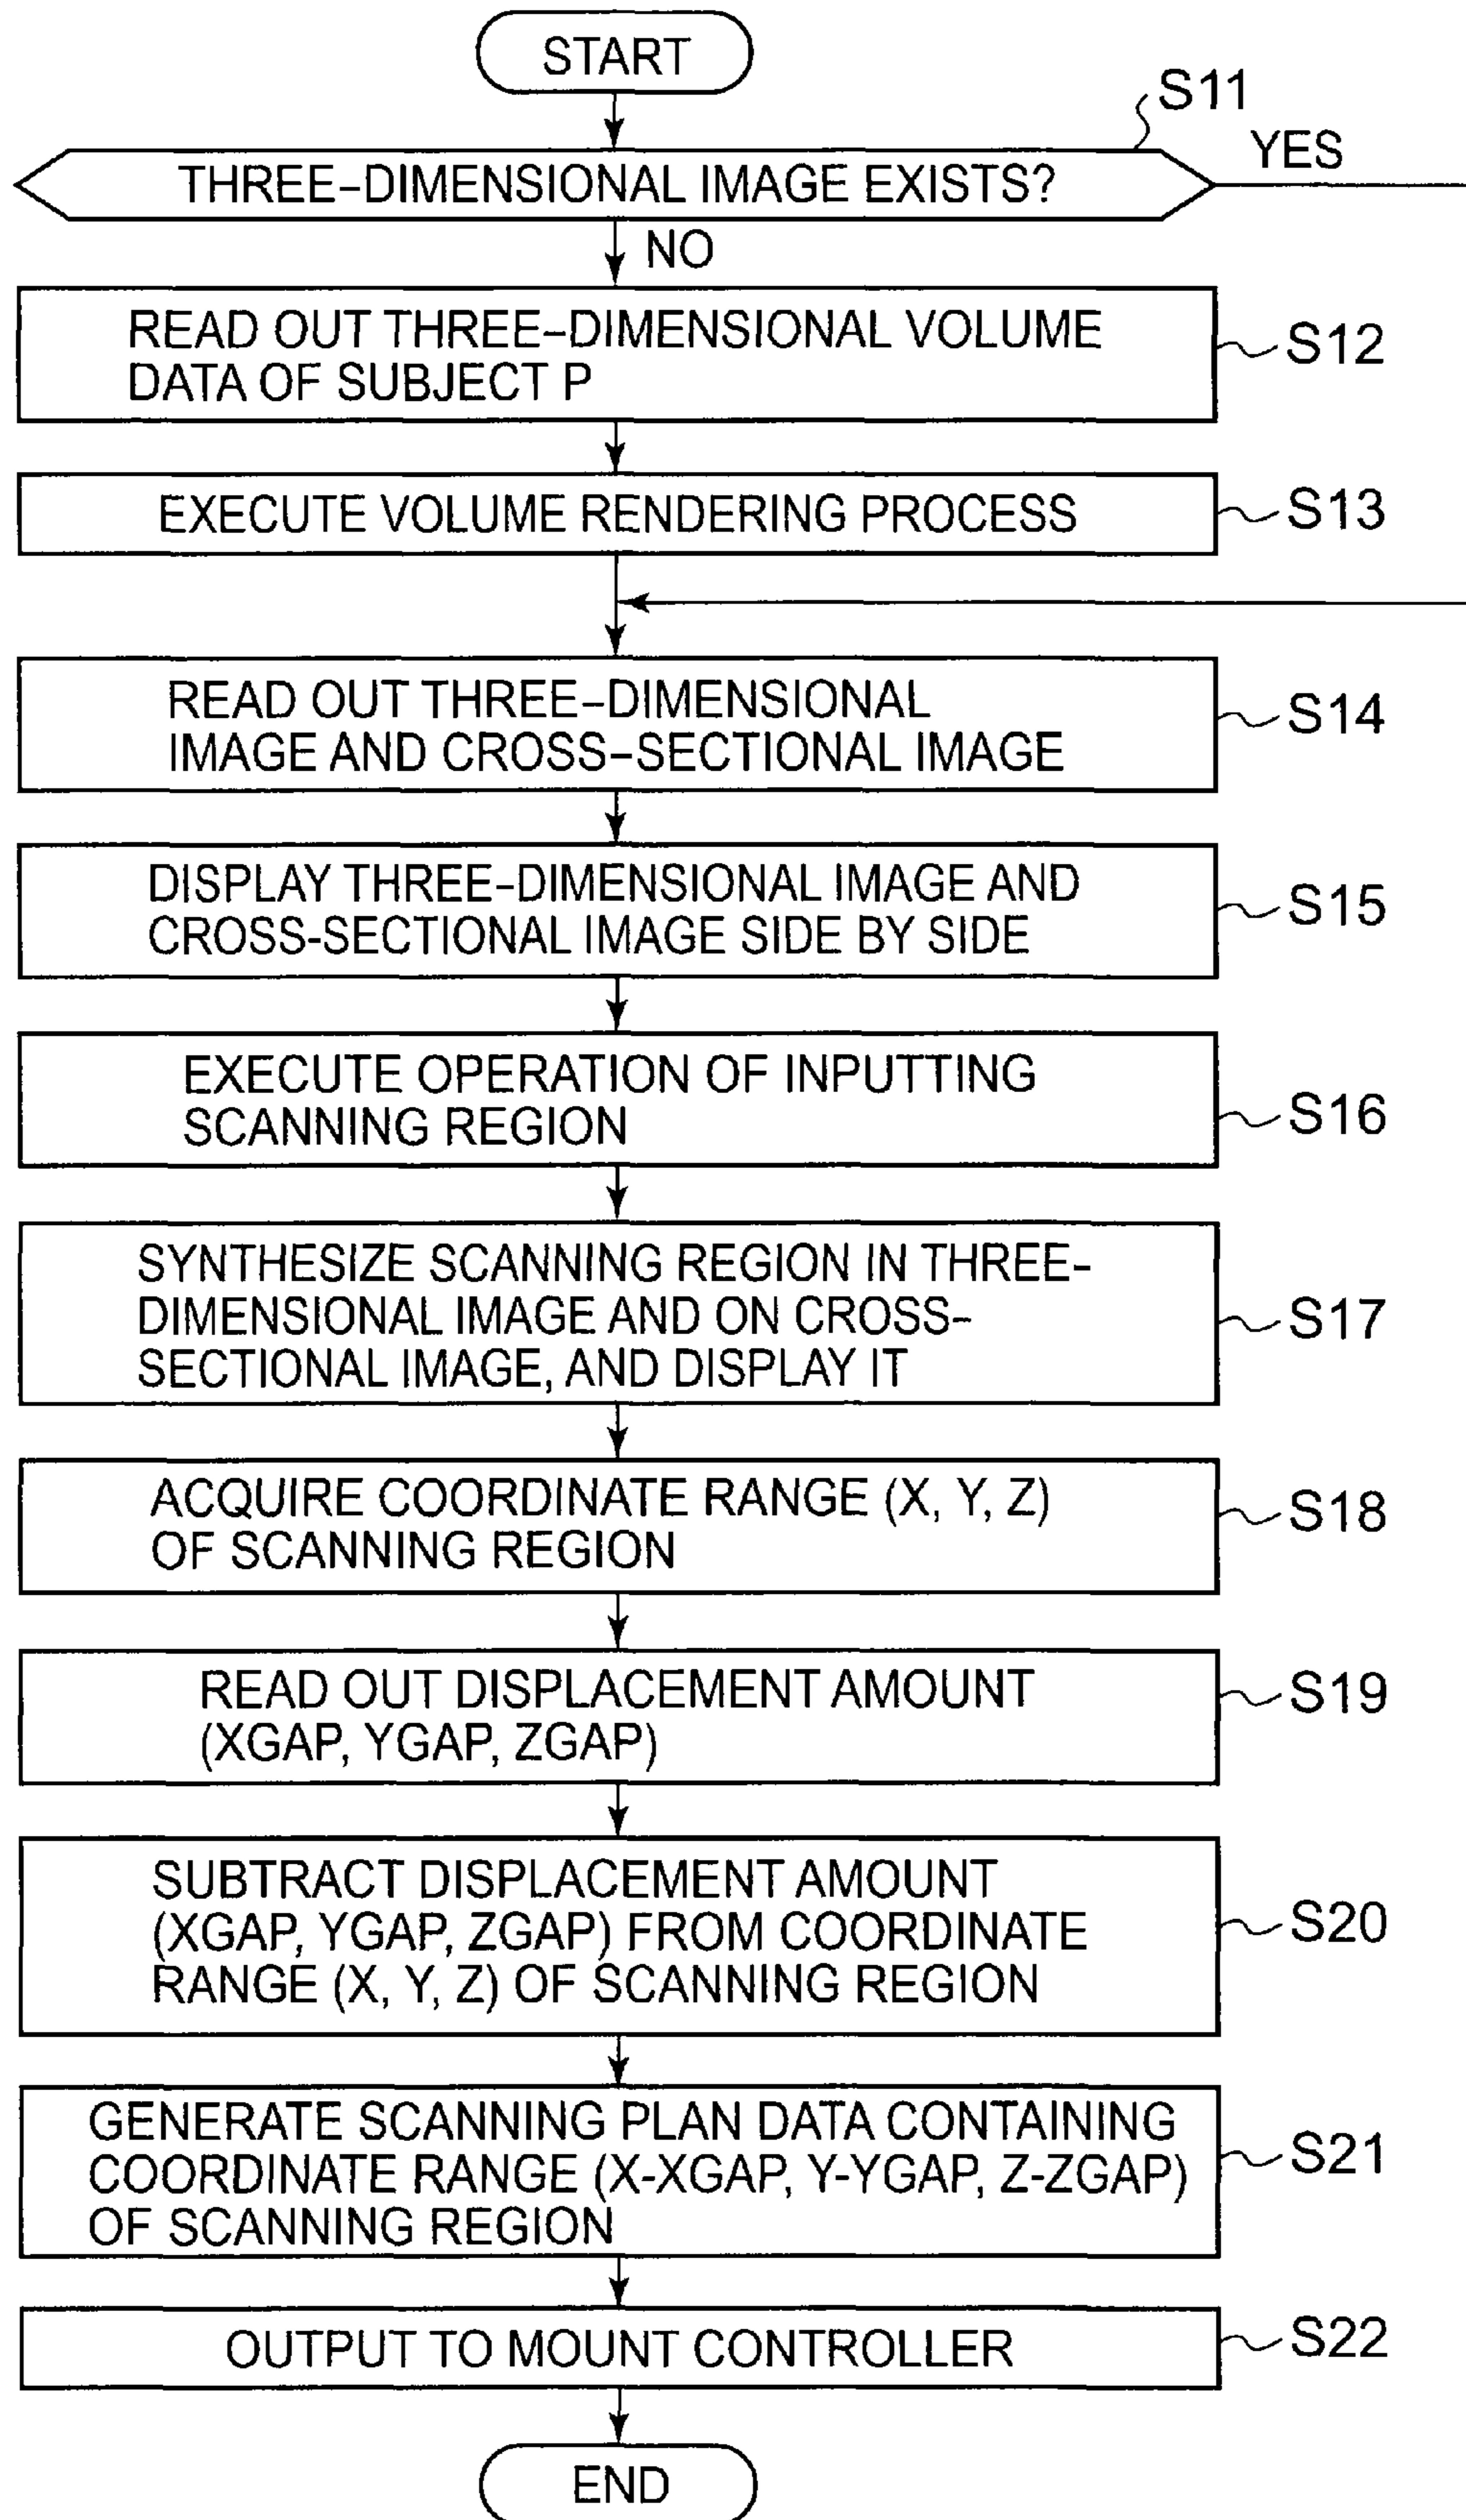 START
S11
YES
THREE-DIMENSIONAL IMAGE EXISTS?
NO
READ OUT THREE-DIMENSIONAL VOLUME
DATA OF SUBJECT P
S12
EXECUTE VOLUME RENDERING PROCESS
S13
READ OUT THREE-DIMENSIONAL
IMAGE AND CROSS-SECTIONAL IMAGE
S14
DISPLAY THREE-DIMENSIONAL IMAGE AND
CROSS-SECTIONAL IMAGE SIDE BY SIDE
S15
EXECUTE OPERATION OF INPUTTING
SCANNING REGION
S16
SYNTHESIZE SCANNING REGION IN THREE-
DIMENSIONAL IMAGE AND ON CROSS-
SECTIONAL IMAGE, AND DISPLAY IT
S17
ACQUIRE COORDINATE RANGE (X, Y, Z)
OF SCANNING REGION
S18
READ OUT DISPLACEMENT AMOUNT
(XGAP, YGAP, ZGAP)
S19
SUBTRACT DISPLACEMENT AMOUNT
(XGAP, YGAP, ZGAP) FROM COORDINATE
RANGE (X, Y, Z) OF SCANNING REGION
S20
GENERATE SCANNING PLAN DATA CONTAINING
COORDINATE RANGE (X-XGAP, Y-YGAP, Z-ZGAP)
OF SCANNING REGION
S21
OUTPUT TO MOUNT CONTROLLER
S22
END